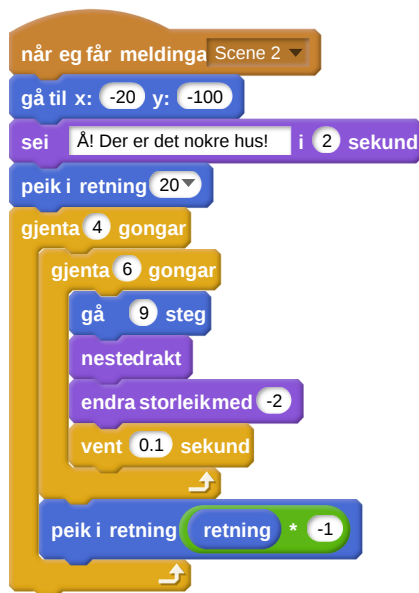 når eg får meldinga Scene 2
gå til x: -20 y: -100
sei Å! Der er det nokre hus! i 2 sekund
peik i retning 20
gjenta 4 gongar
gjenta 6 gongar
gå 9 steg
nestedrakt
endra storleikmed -2
vent 0.1 sekund
peik i retning retning * -1